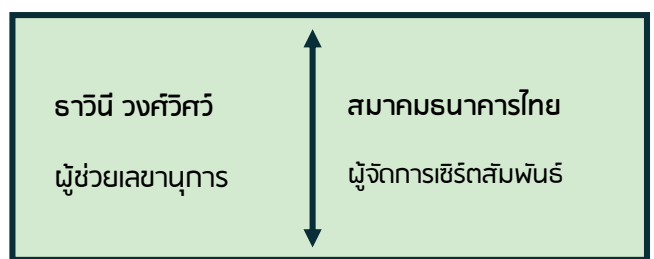 ธาวินี วงศ์วิศว์
ผู้ช่วยเลขานุการ
สมาคมธนาคารไทย
ผู้จัดการเซิร์ตสัมพันธ์